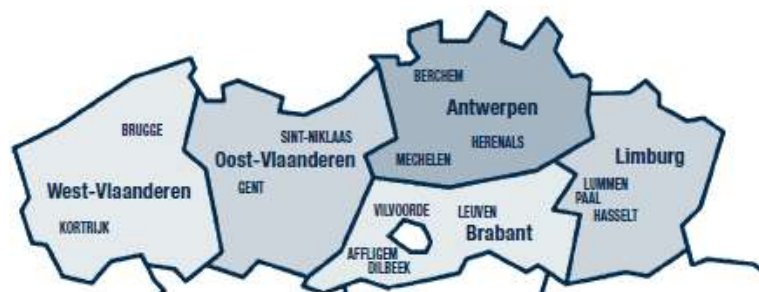 BERCHEM
Antwerpen
BRUGGE
SINT-NIKLAAS
HERENALS
Oost-Vlaanderen
MECHELEN
Limburg
West-Vlaanderen
GENT
LUMMEN
PAAL
VILVOORDE
LEUVEN
HASSELT
KORTRIJK
Brabant
AFFLIGEM
DILBEEK